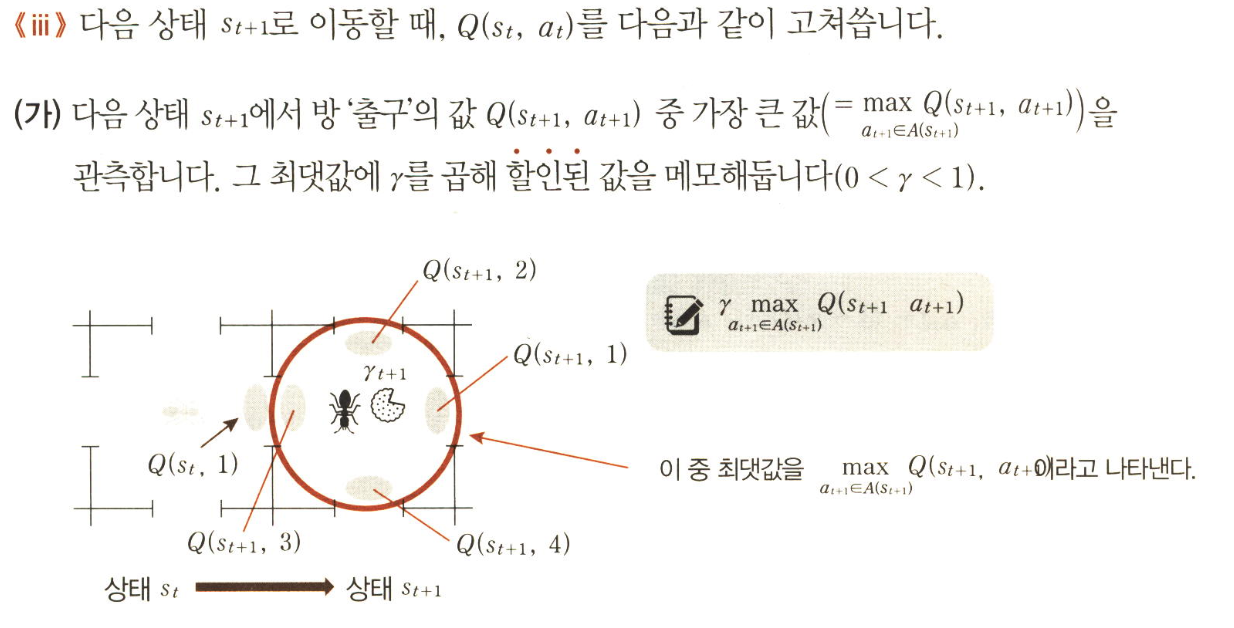 《iii》 다음 상태 s_{t+1}로 이동할 때, Q(s_t, a_t)를 다음과 같이 고쳐씁니다.
(가) 다음 상태 s_{t+1}에서 방 '출구'의 값 Q(s_{t+1}, a_{t+1}) 중 가장 큰 값(= max_{a_{t+1}∈A(s_{t+1})} Q(s_{t+1}, a_{t+1}))을
관측합니다. 그 최댓값에 γ를 곱해 할인된 값을 메모해둡니다(0 < γ < 1).
Q(s_{t+1}, 2)
γ max_{a_{t+1}∈A(s_{t+1})} Q(s_{t+1} a_{t+1})
Q(s_{t+1}, 1)
γ_{t+1}
Q(s_t, 1)
이 중 최댓값을 max_{a_{t+1}∈A(s_{t+1})} Q(s_{t+1}, a_{t+이라고 나타낸다.
Q(s_{t+1}, 3)
Q(s_{t+1}, 4)
상태 s_t 상태 s_{t+1}